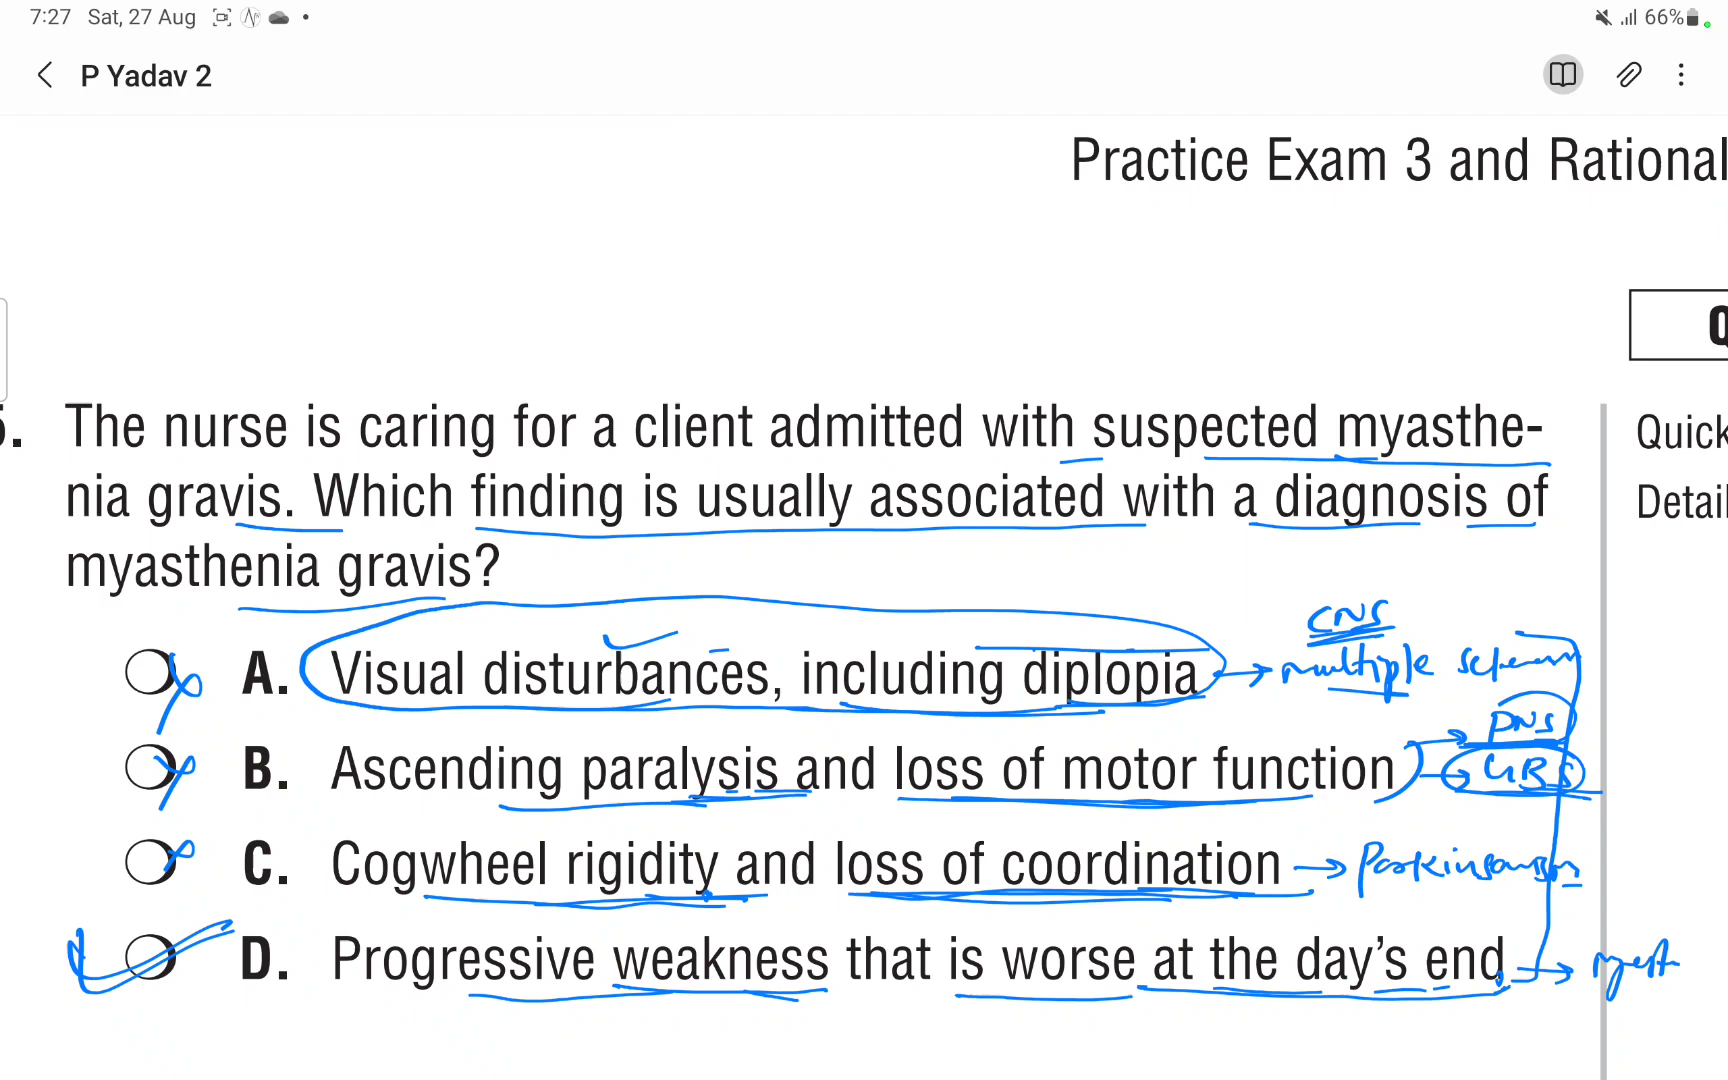 7:27 Sat, 27 Aug
66%
P Yadav 2
Practice Exam 3 and Rational
Q
5. The nurse is caring for a client admitted with suspected myasthe-
nia gravis. Which finding is usually associated with a diagnosis of
myasthenia gravis?
Quick
Detail
CNS
A. Visual disturbances, including diplopia → multiple
PNS
B. Ascending paralysis and loss of motor function → GBS
C. Cogwheel rigidity and loss of coordination → Parkinsonism
D. Progressive weakness that is worse at the day's end →